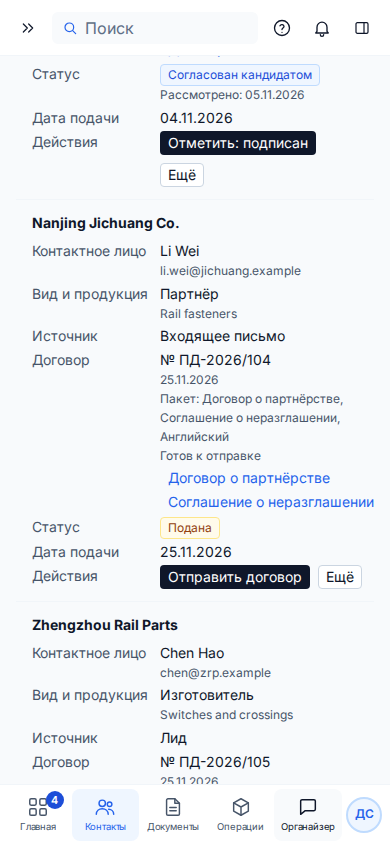 Поиск
Статус
Согласован кандидатом
Рассмотрено: 05.11.2026
Дата подачи
04.11.2026
Действия
Отметить: подписан
Ещё
Nanjing Jichuang Co.
Контактное лицо
Li Wei
li.wei@jichuang.example
Вид и продукция
Партнёр
Rail fasteners
Источник
Входящее письмо
Договор
№ ПД-2026/104
25.11.2026
Пакет: Договор о партнёрстве,
Соглашение о неразглашении,
Английский
Готов к отправке
Договор о партнёрстве
Соглашение о неразглашении
Статус
Подана
Дата подачи
25.11.2026
Действия
Отправить договор
Ещё
Zhengzhou Rail Parts
Контактное лицо
Chen Hao
chen@zrp.example
Вид и продукция
Изготовитель
Switches and crossings
Источник
Лид
Договор
№ ПД-2026/105
25.11.2026
4
Главная
Контакты
Документы
Операции
Органайзер
ДС